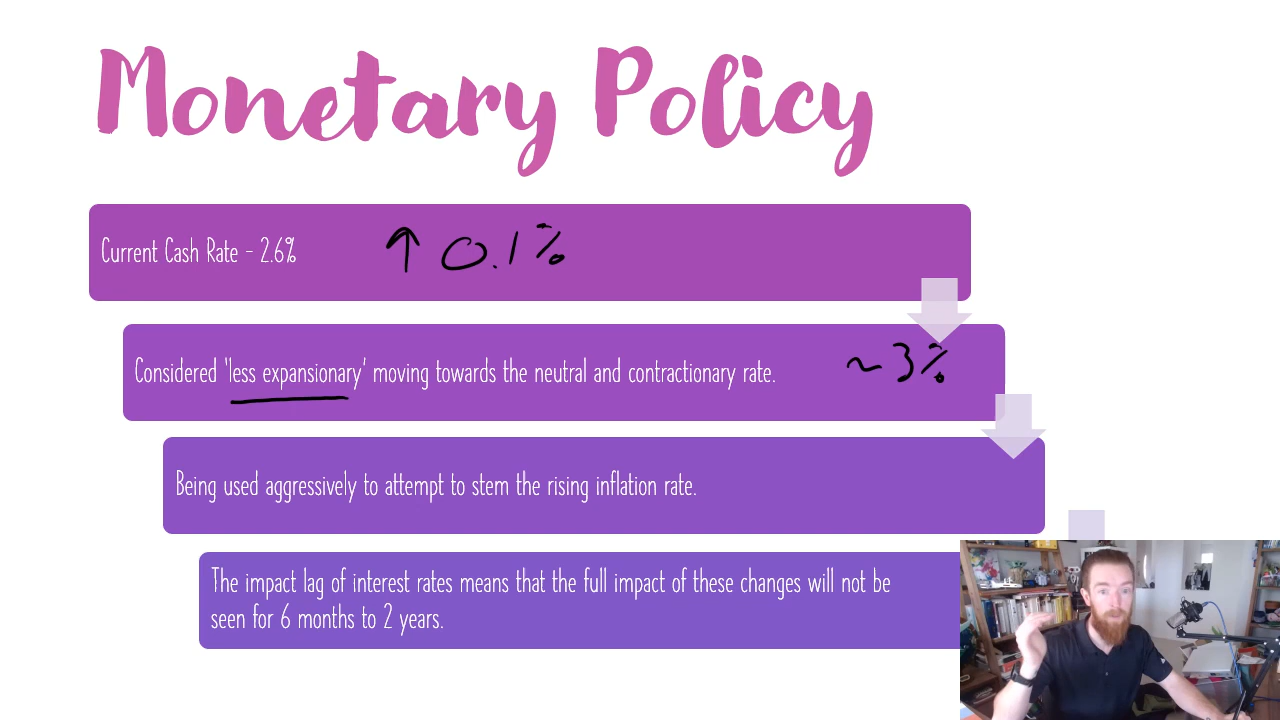 Monetary Policy
Current Cash Rate - 2.6% ↑ 0.1%
Considered 'less expansionary' moving towards the neutral and contractionary rate. ~3%
Being used aggressively to attempt to stem the rising inflation rate.
The impact lag of interest rates means that the full impact of these changes will not be
seen for 6 months to 2 years.